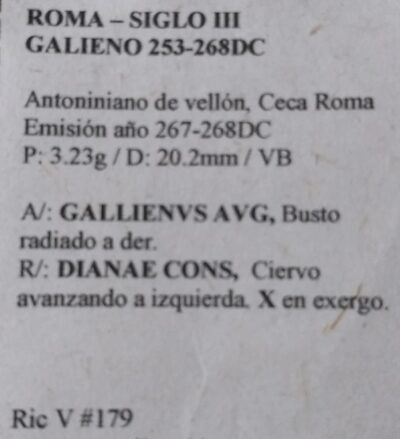 ROMA – SIGLO III
GALIENO 253-268DC
Antoniniano de vellón, Ceca Roma
Emisión año 267-268DC
P: 3.23g / D: 20.2mm / VB
A/: GALLIENVS AVG, Busto
radiado a der.
R/: DIANAE CONS, Ciervo
avanzando a izquierda. X en exergo.
Ric V #179